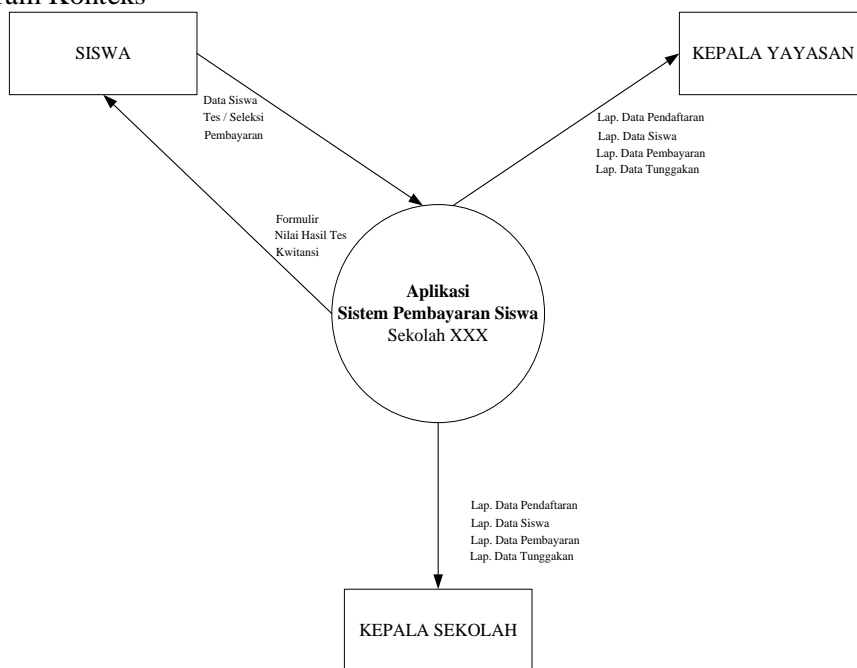 Konteks
SISWA
KEPALA YAYASAN
Data Siswa
Tes / Seleksi
Pembayaran
Lap. Data Pendaftaran
Lap. Data Siswa
Lap. Data Pembayaran
Lap. Data Tunggakan
Formulir
Nilai Hasil Tes
Kwitansi
Aplikasi
Sistem Pembayaran Siswa
Sekolah XXX
Lap. Data Pendaftaran
Lap. Data Siswa
Lap. Data Pembayaran
Lap. Data Tunggakan
KEPALA SEKOLAH